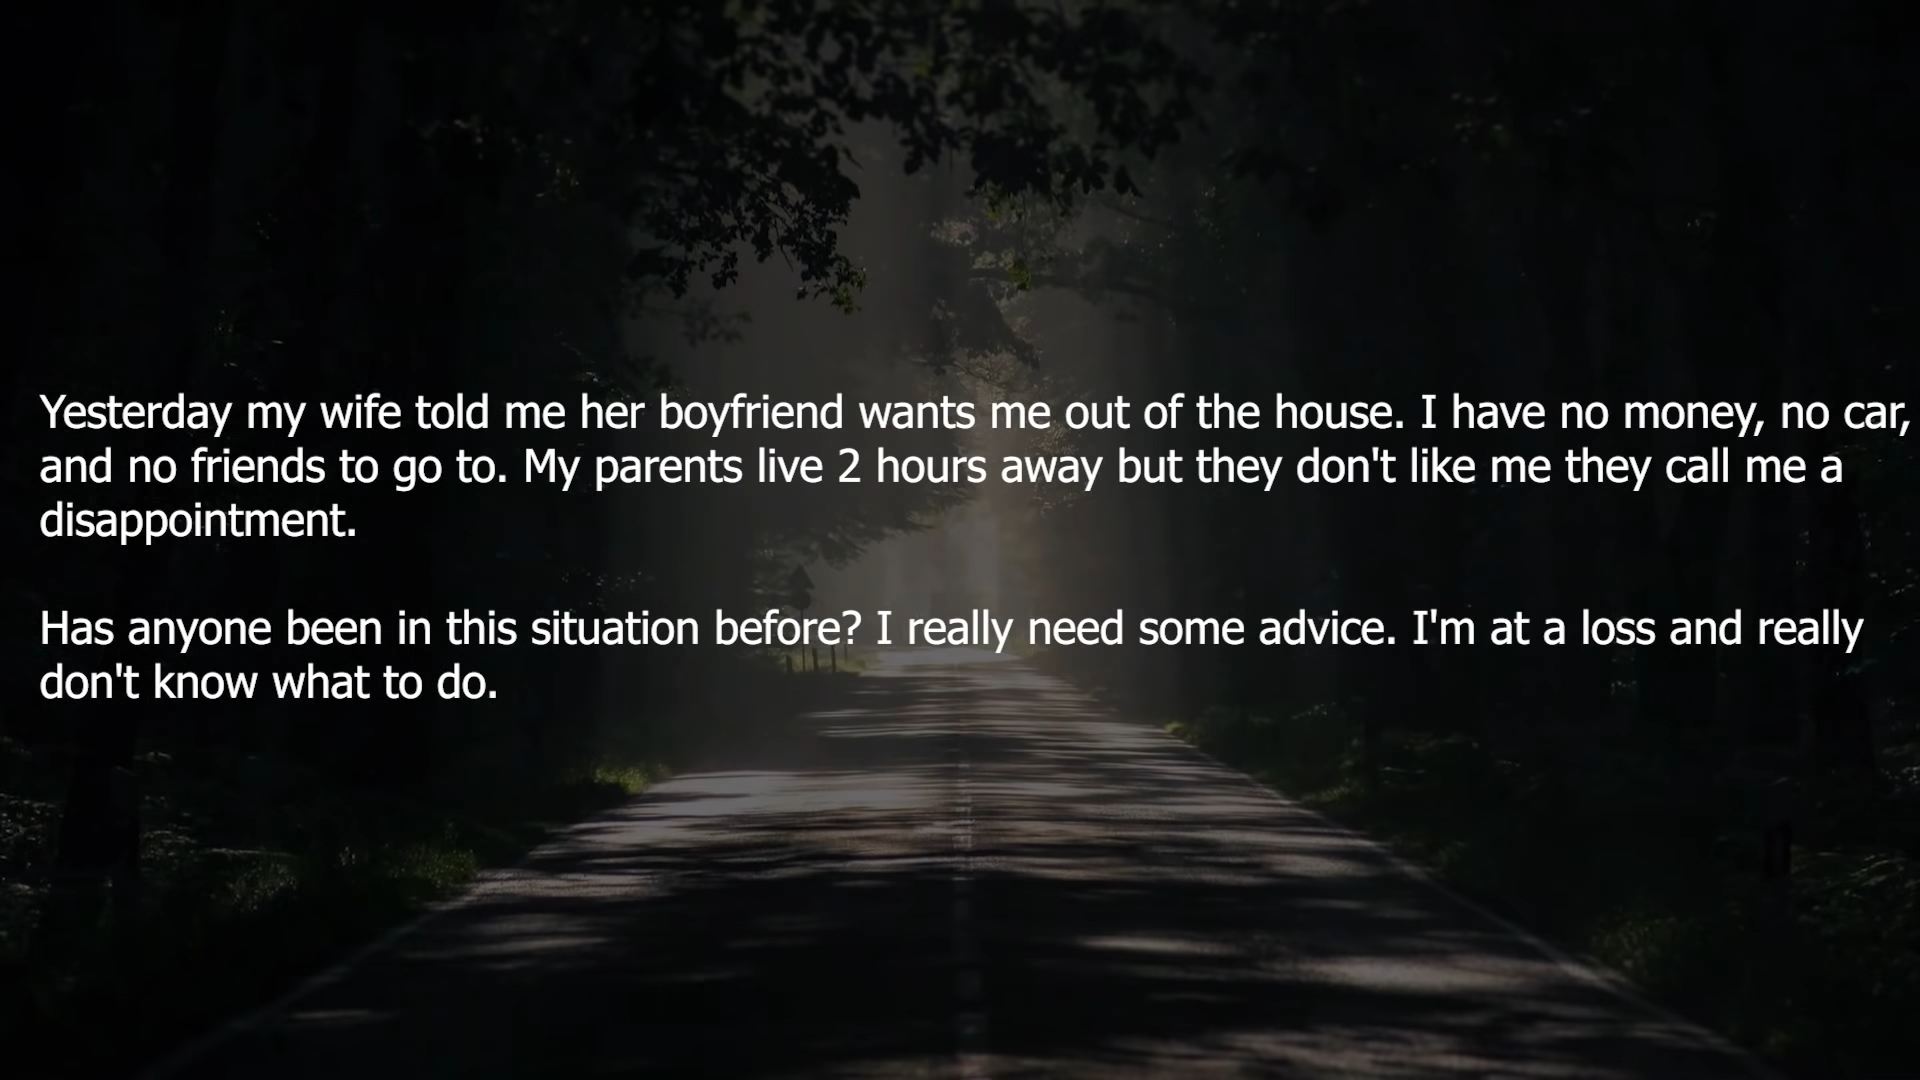 Yesterday my wife told me her boyfriend wants me out of the house. I have no money, no car,
and no friends to go to. My parents live 2 hours away but they don't like me they call me a
disappointment.
Has anyone been in this situation before? I really need some advice. I'm at a loss and really
don't know what to do.